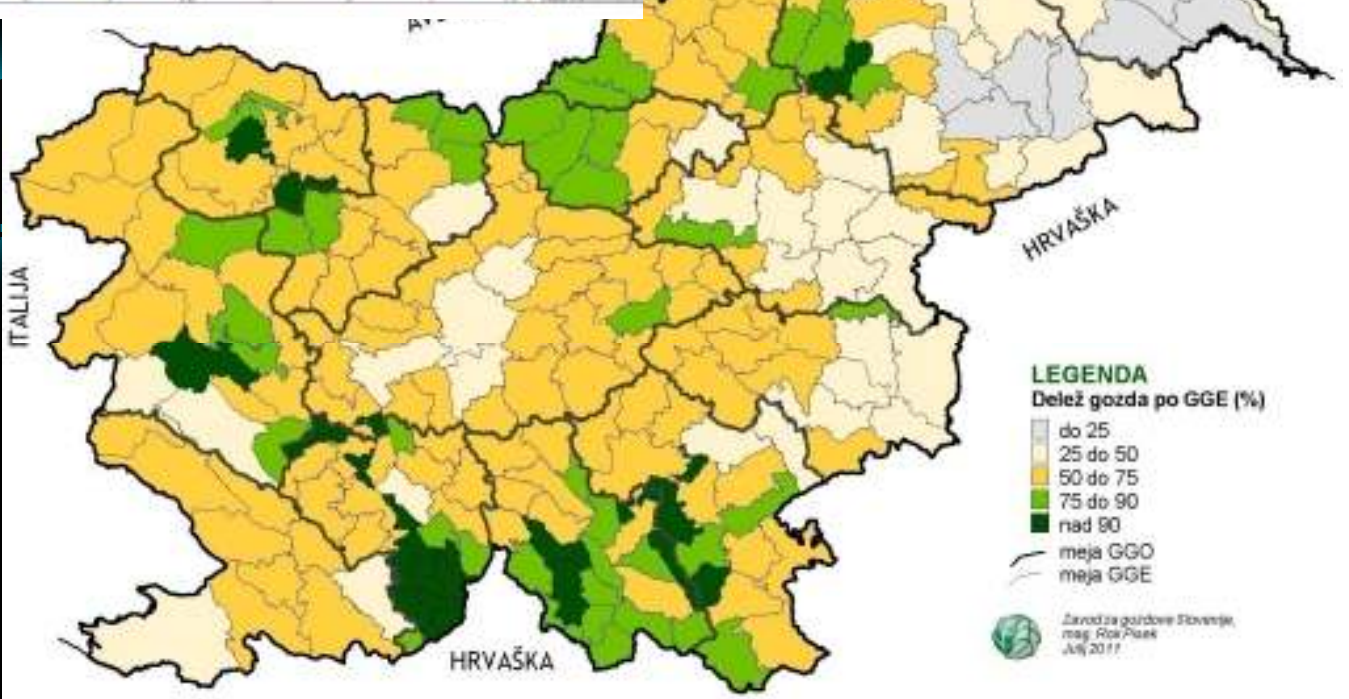 HRVAŠKA
ITALIJA
LEGENDA
Delež gozda po GGE (%)
do 25
25 do 50
50 do 75
75 do 90
nad 90
meja GGO
meja GGE
Zavod za gozdove Slovenije,
mag. Rok Pisek
Julij 2011
HRVAŠKA